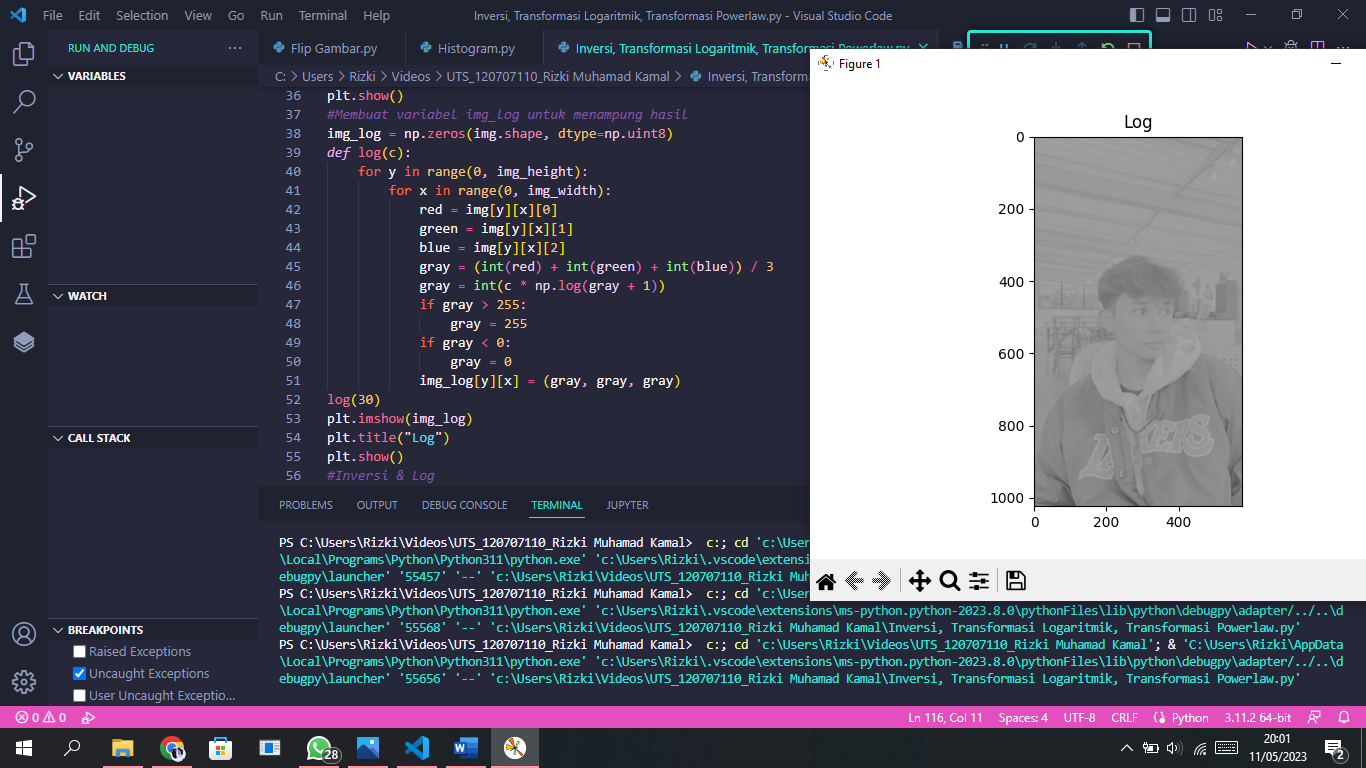 File Edit Selection View Go Run Terminal Help
Inversi, Transformasi Logaritmik, Transformasi Powerlaw.py - Visual Studio Code
RUN AND DEBUG ...
VARIABLES
WATCH
CALL STACK
BREAKPOINTS
Raised Exceptions
Uncaught Exceptions
User Uncaught Exceptio...
Flip Gambar.py
Histogram.py
Inversi, Transformasi Logaritmik, Transformasi Powerlaw.py
C: > Users > Rizki > Videos > UTS_120707110_Rizki Muhamad Kamal > Inversi, Transforma
36 plt.show()
37 #Membuat variabel img_log untuk menampung hasil
38 img_log = np.zeros(img.shape, dtype=np.uint8)
39 def log(c):
40 for y in range(0, img_height):
41 for x in range(0, img_width):
42 red = img[y][x][0]
43 green = img[y][x][1]
44 blue = img[y][x][2]
45 gray = (int(red) + int(green) + int(blue)) / 3
46 gray = int(c * np.log(gray + 1))
47 if gray > 255:
48 gray = 255
49 if gray < 0:
50 gray = 0
51 img_log[y][x] = (gray, gray, gray)
52 log(30)
53 plt.imshow(img_log)
54 plt.title("Log")
55 plt.show()
56 #Inversi & Log
Figure 1
Log
0
200
400
600
800
1000
0 200 400
LAKERS
PROBLEMS OUTPUT DEBUG CONSOLE TERMINAL JUPYTER
PS C:\Users\Rizki\Videos\UTS_120707110_Rizki Muhamad Kamal> c:; cd 'c:\User
\Local\Programs\Python\Python311\python.exe' 'c:\Users\Rizki\.vscode\extensio
ebugpy\launcher' '55457' '--' 'c:\Users\Rizki\Videos\UTS_120707110_Rizki Muh
PS C:\Users\Rizki\Videos\UTS_120707110_Rizki Muhamad Kamal> c:; cd 'c:\User
\Local\Programs\Python\Python311\python.exe' 'c:\Users\Rizki\.vscode\extensions\ms-python.python-2023.8.0\pythonFiles\lib\python\debugpy\adapter/../..\d
ebugpy\launcher' '55568' '--' 'c:\Users\Rizki\Videos\UTS_120707110_Rizki Muhamad Kamal\Inversi, Transformasi Logaritmik, Transformasi Powerlaw.py'
PS C:\Users\Rizki\Videos\UTS_120707110_Rizki Muhamad Kamal> c:; cd 'c:\Users\Rizki\Videos\UTS_120707110_Rizki Muhamad Kamal'; & 'C:\Users\Rizki\AppData
\Local\Programs\Python\Python311\python.exe' 'c:\Users\Rizki\.vscode\extensions\ms-python.python-2023.8.0\pythonFiles\lib\python\debugpy\adapter/../..\d
ebugpy\launcher' '55656' '--' 'c:\Users\Rizki\Videos\UTS_120707110_Rizki Muhamad Kamal\Inversi, Transformasi Logaritmik, Transformasi Powerlaw.py'
0 0 Ln 116, Col 11 Spaces: 4 UTF-8 CRLF Python 3.11.2 64-bit
28
20:01
11/05/2023
2